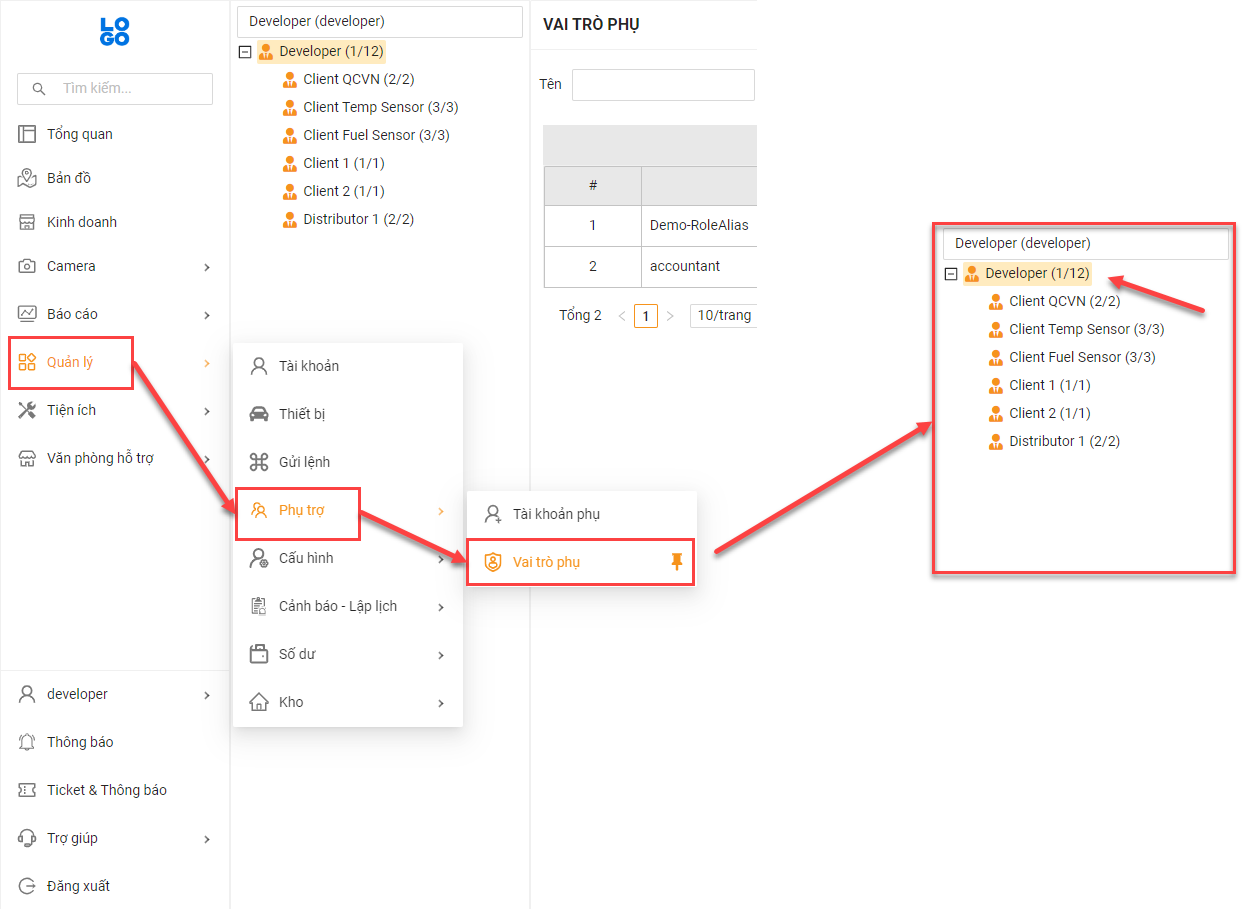 LO
GO
Tìm kiếm...
Tổng quan
Bản đồ
Kinh doanh
Camera
Báo cáo
Quản lý
Tiện ích
Văn phòng hỗ trợ
developer
Thông báo
Ticket & Thông báo
Trợ giúp
Đăng xuất
Developer (developer)
Developer (1/12)
Client QCVN (2/2)
Client Temp Sensor (3/3)
Client Fuel Sensor (3/3)
Client 1 (1/1)
Client 2 (1/1)
Distributor 1 (2/2)
Tài khoản
Thiết bị
Gửi lệnh
Phụ trợ
Cấu hình
Cảnh báo - Lập lịch
Số dư
Kho
Tài khoản phụ
Vai trò phụ
VAI TRÒ PHỤ
Tên
#
1 Demo-RoleAlias
2 accountant
Tổng 2 < 1 > 10/trang
Developer (developer)
Developer (1/12)
Client QCVN (2/2)
Client Temp Sensor (3/3)
Client Fuel Sensor (3/3)
Client 1 (1/1)
Client 2 (1/1)
Distributor 1 (2/2)